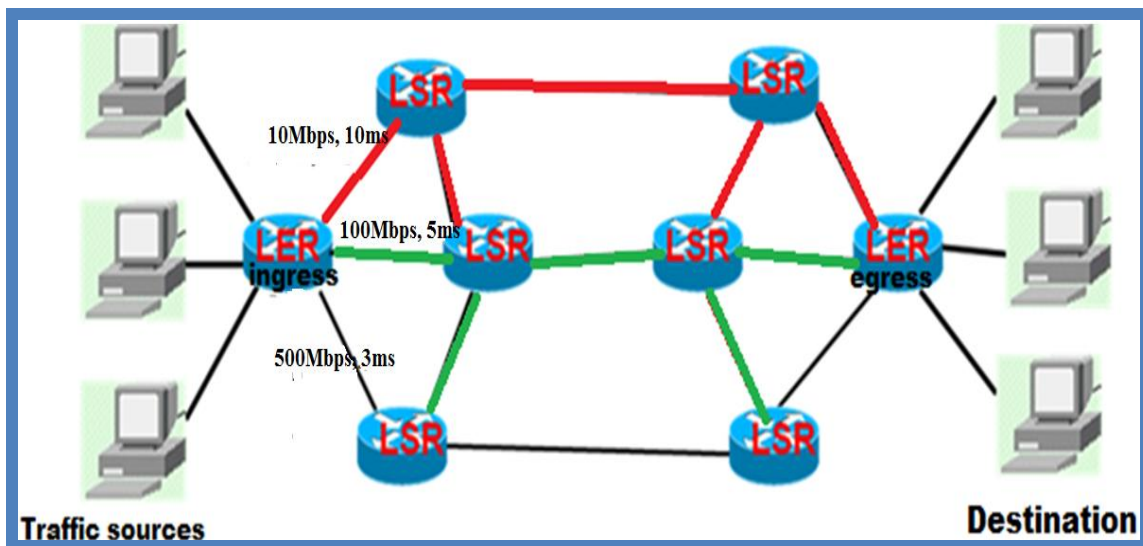 LSR
LSR
10Mbps, 10ms
100Mbps, 5ms
LER
ingress
LSR
LSR
LER
egress
500Mbps, 3ms
LSR
LSR
Traffic sources
Destination